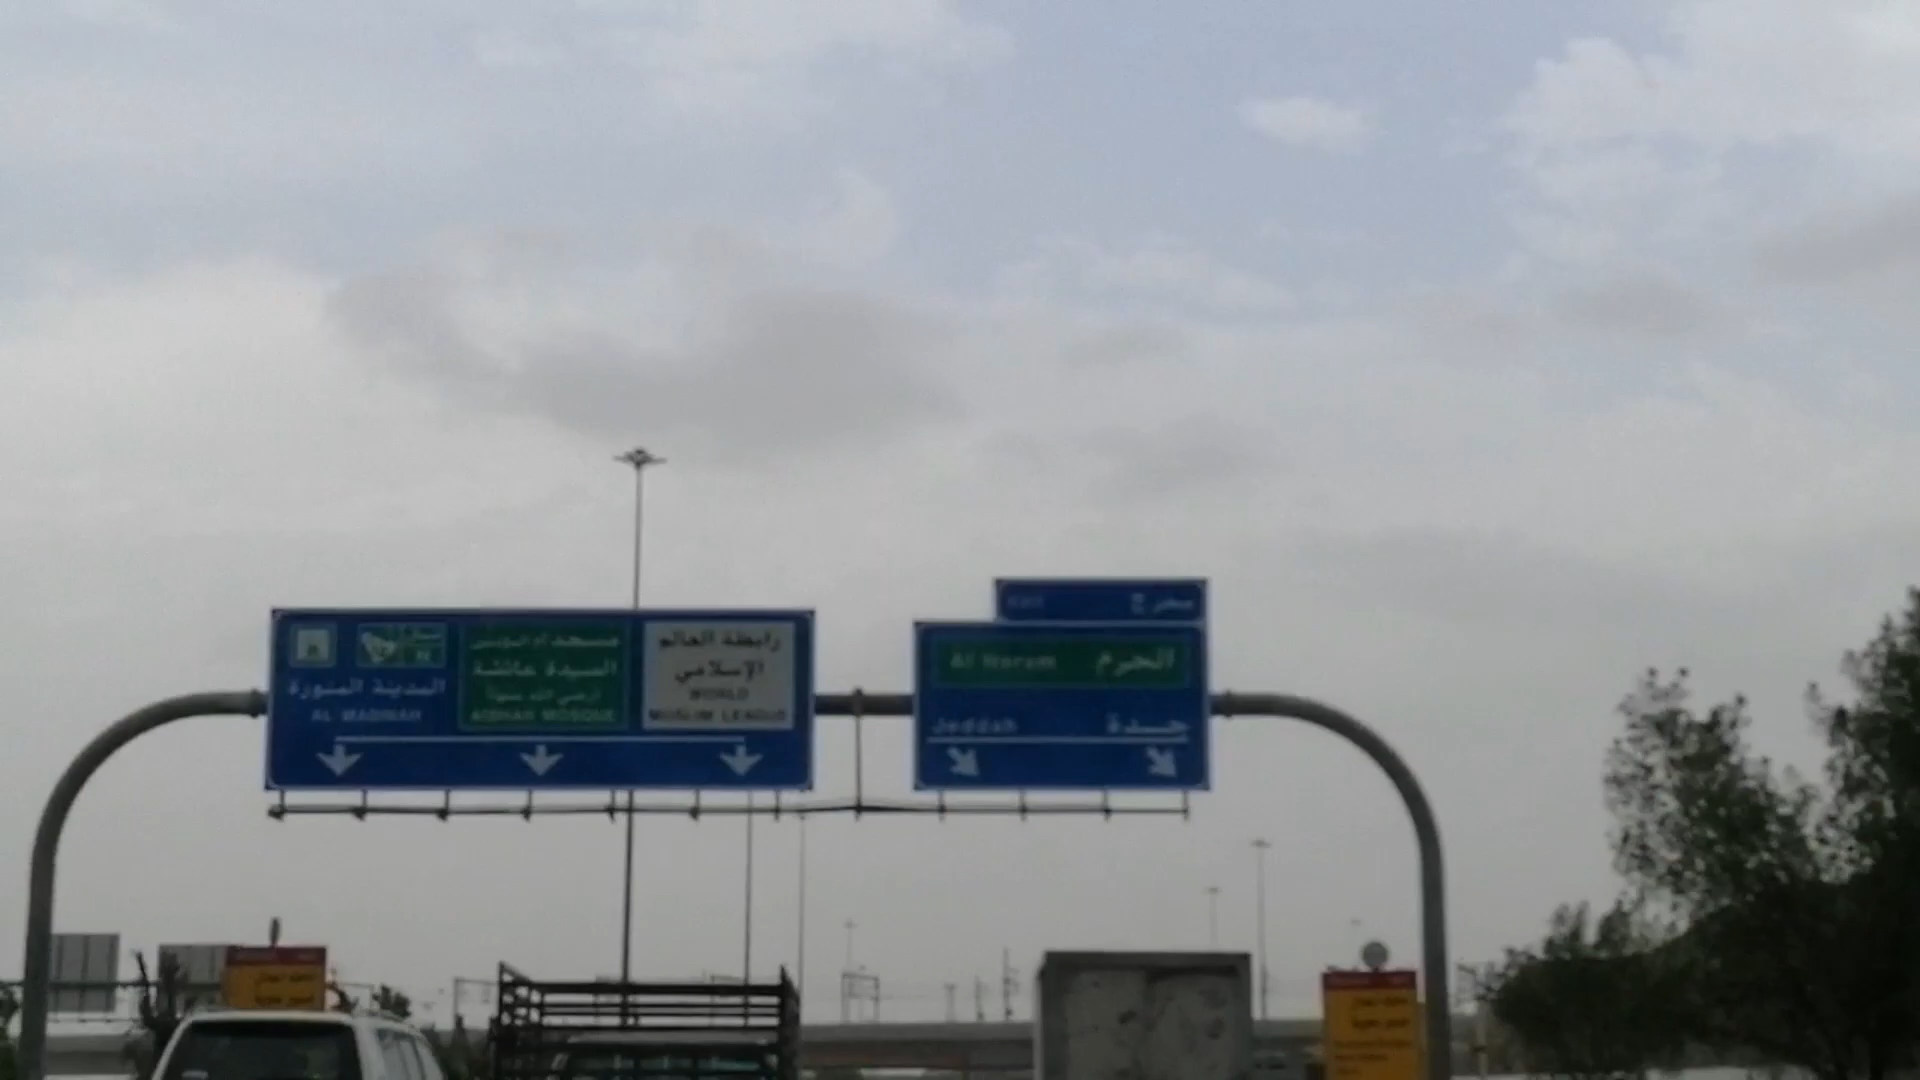 المدينة المنورة
AL MADINAH
مسجد أم المؤمنين
السيدة عائشة
رضي الله عنها
AISHAH MOSQUE
رابطة العالم
الإسلامي
WORLD
MUSLIM LEAGUE
Exit مخرج
Al Haram الحرم
Jeddah جدة